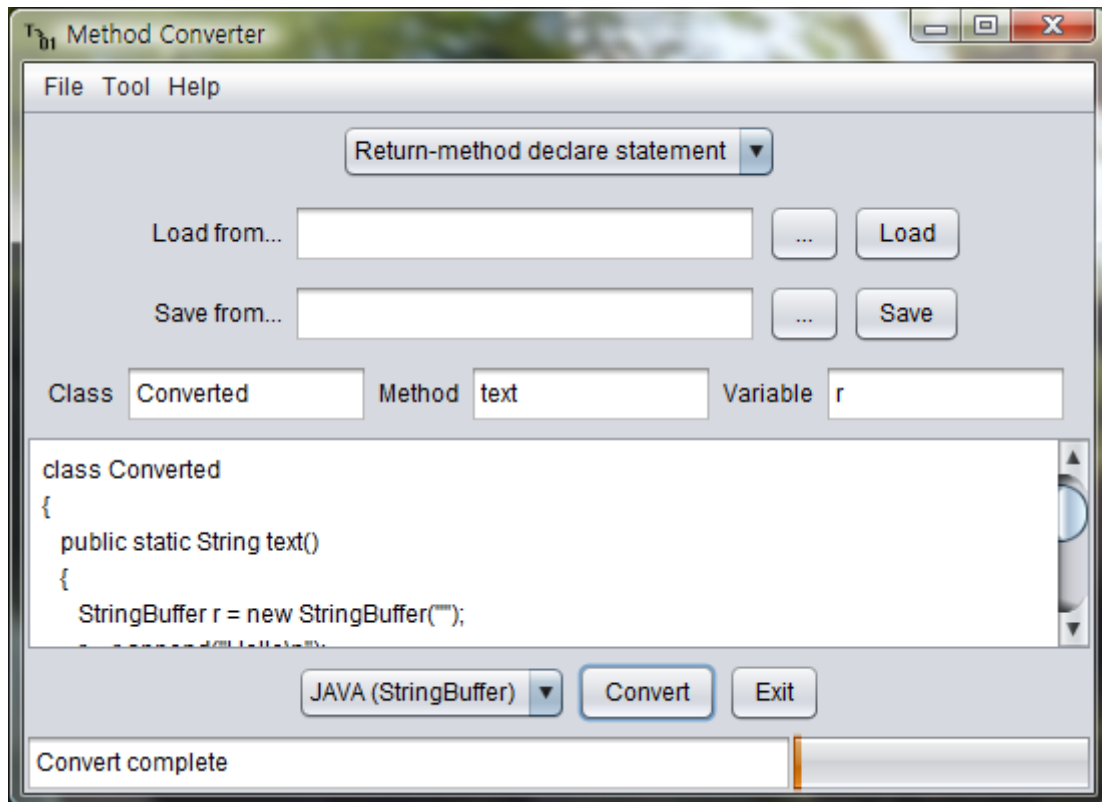 Method Converter
File Tool Help
Return-method declare statement
Load from... ... Load
Save from... ... Save
Class Converted Method text Variable r
class Converted
{
public static String text()
{
StringBuffer r = new StringBuffer("");
JAVA (StringBuffer) Convert Exit
Convert complete